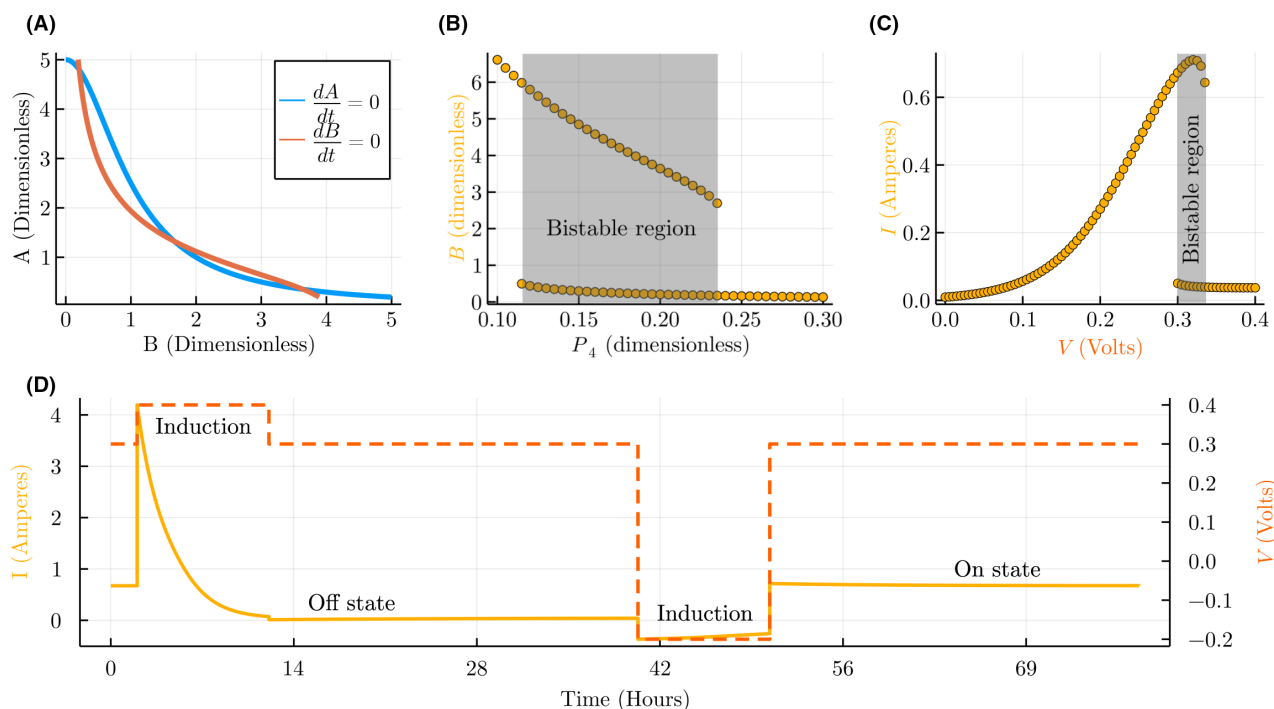 (A)
5
4
3
2
1
A (Dimensionless)
0 1 2 3 4 5
B (Dimensionless)
dA/dt = 0
dB/dt = 0
(B)
6
5
4
3
2
1
0
B (dimensionless)
Bistable region
0.10 0.15 0.20 0.25 0.30
P₄ (dimensionless)
(C)
0.6
0.4
0.2
0.0
I (Amperes)
Bistable region
0.0 0.1 0.2 0.3 0.4
V (Volts)
(D)
4
3
2
1
0
I (Amperes)
Induction
Off state
Induction
On state
0.4
0.3
0.2
0.1
0.0
−0.1
−0.2
V (Volts)
0 14 28 42 56 69
Time (Hours)